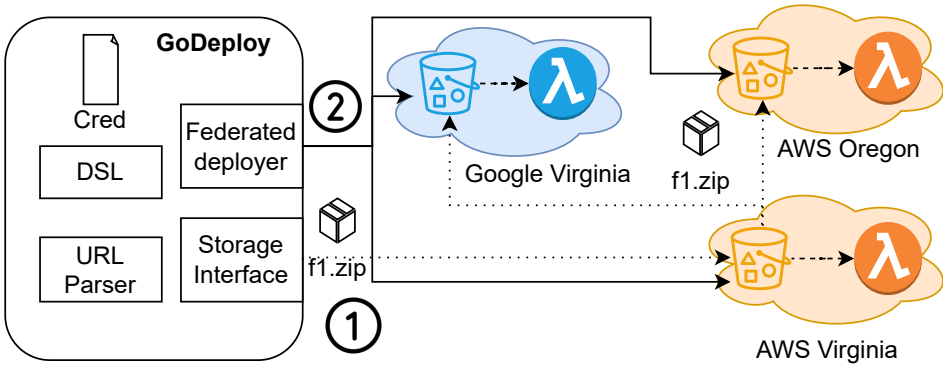 GoDeploy
Cred
DSL
URL
Parser
Federated
deployer
Storage
Interface
2
1
f1.zip
Google Virginia
f1.zip
AWS Oregon
AWS Virginia
λ
λ
λ